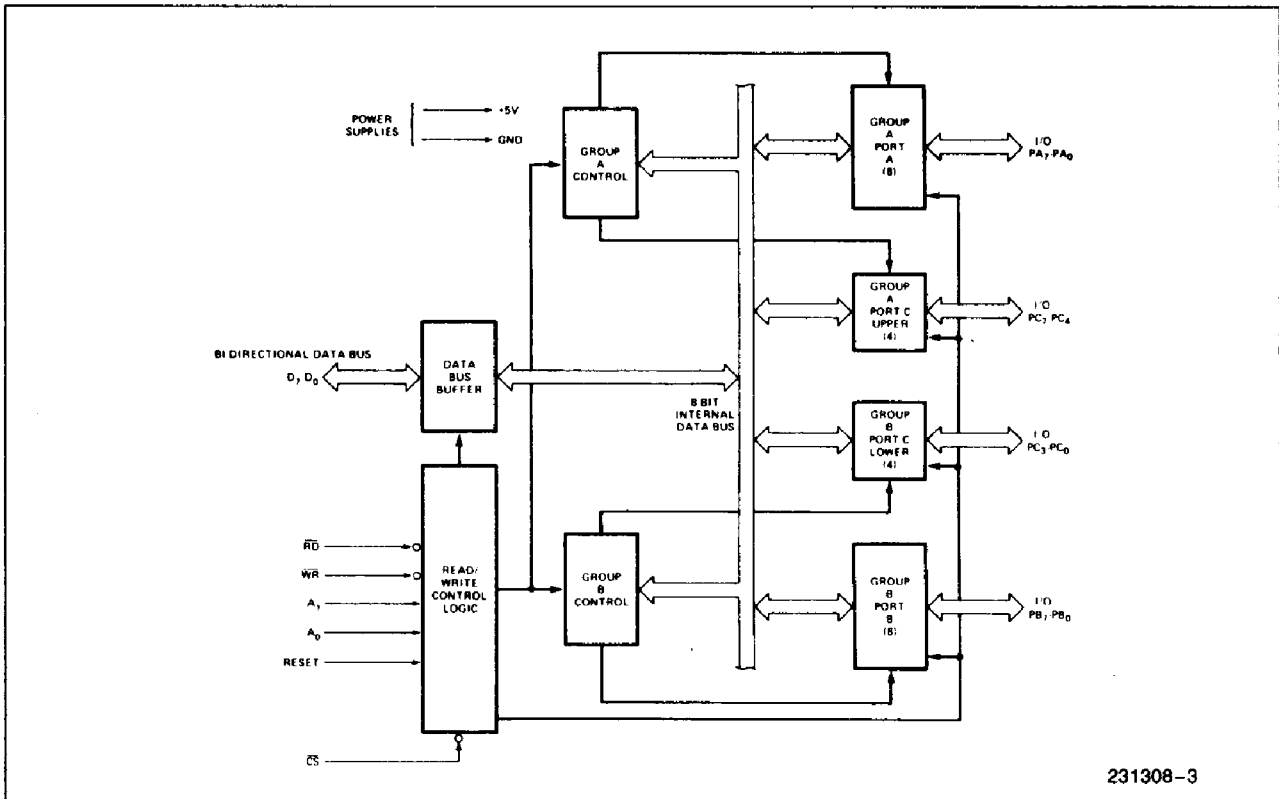 POWER
SUPPLIES
+5V
GND
GROUP
A
CONTROL
GROUP
A
PORT
A
(8)
I/O
PA7-PA0
GROUP
A
PORT C
UPPER
(4)
I/O
PC7-PC4
BI DIRECTIONAL DATA BUS
D7 D0
DATA
BUS
BUFFER
8 BIT
INTERNAL
DATA BUS
GROUP
B
PORT C
LOWER
(4)
I/O
PC3-PC0
RD
WR
A1
A0
RESET
CS
READ/
WRITE
CONTROL
LOGIC
GROUP
B
CONTROL
GROUP
B
PORT
B
(8)
I/O
PB7-PB0
231308-3